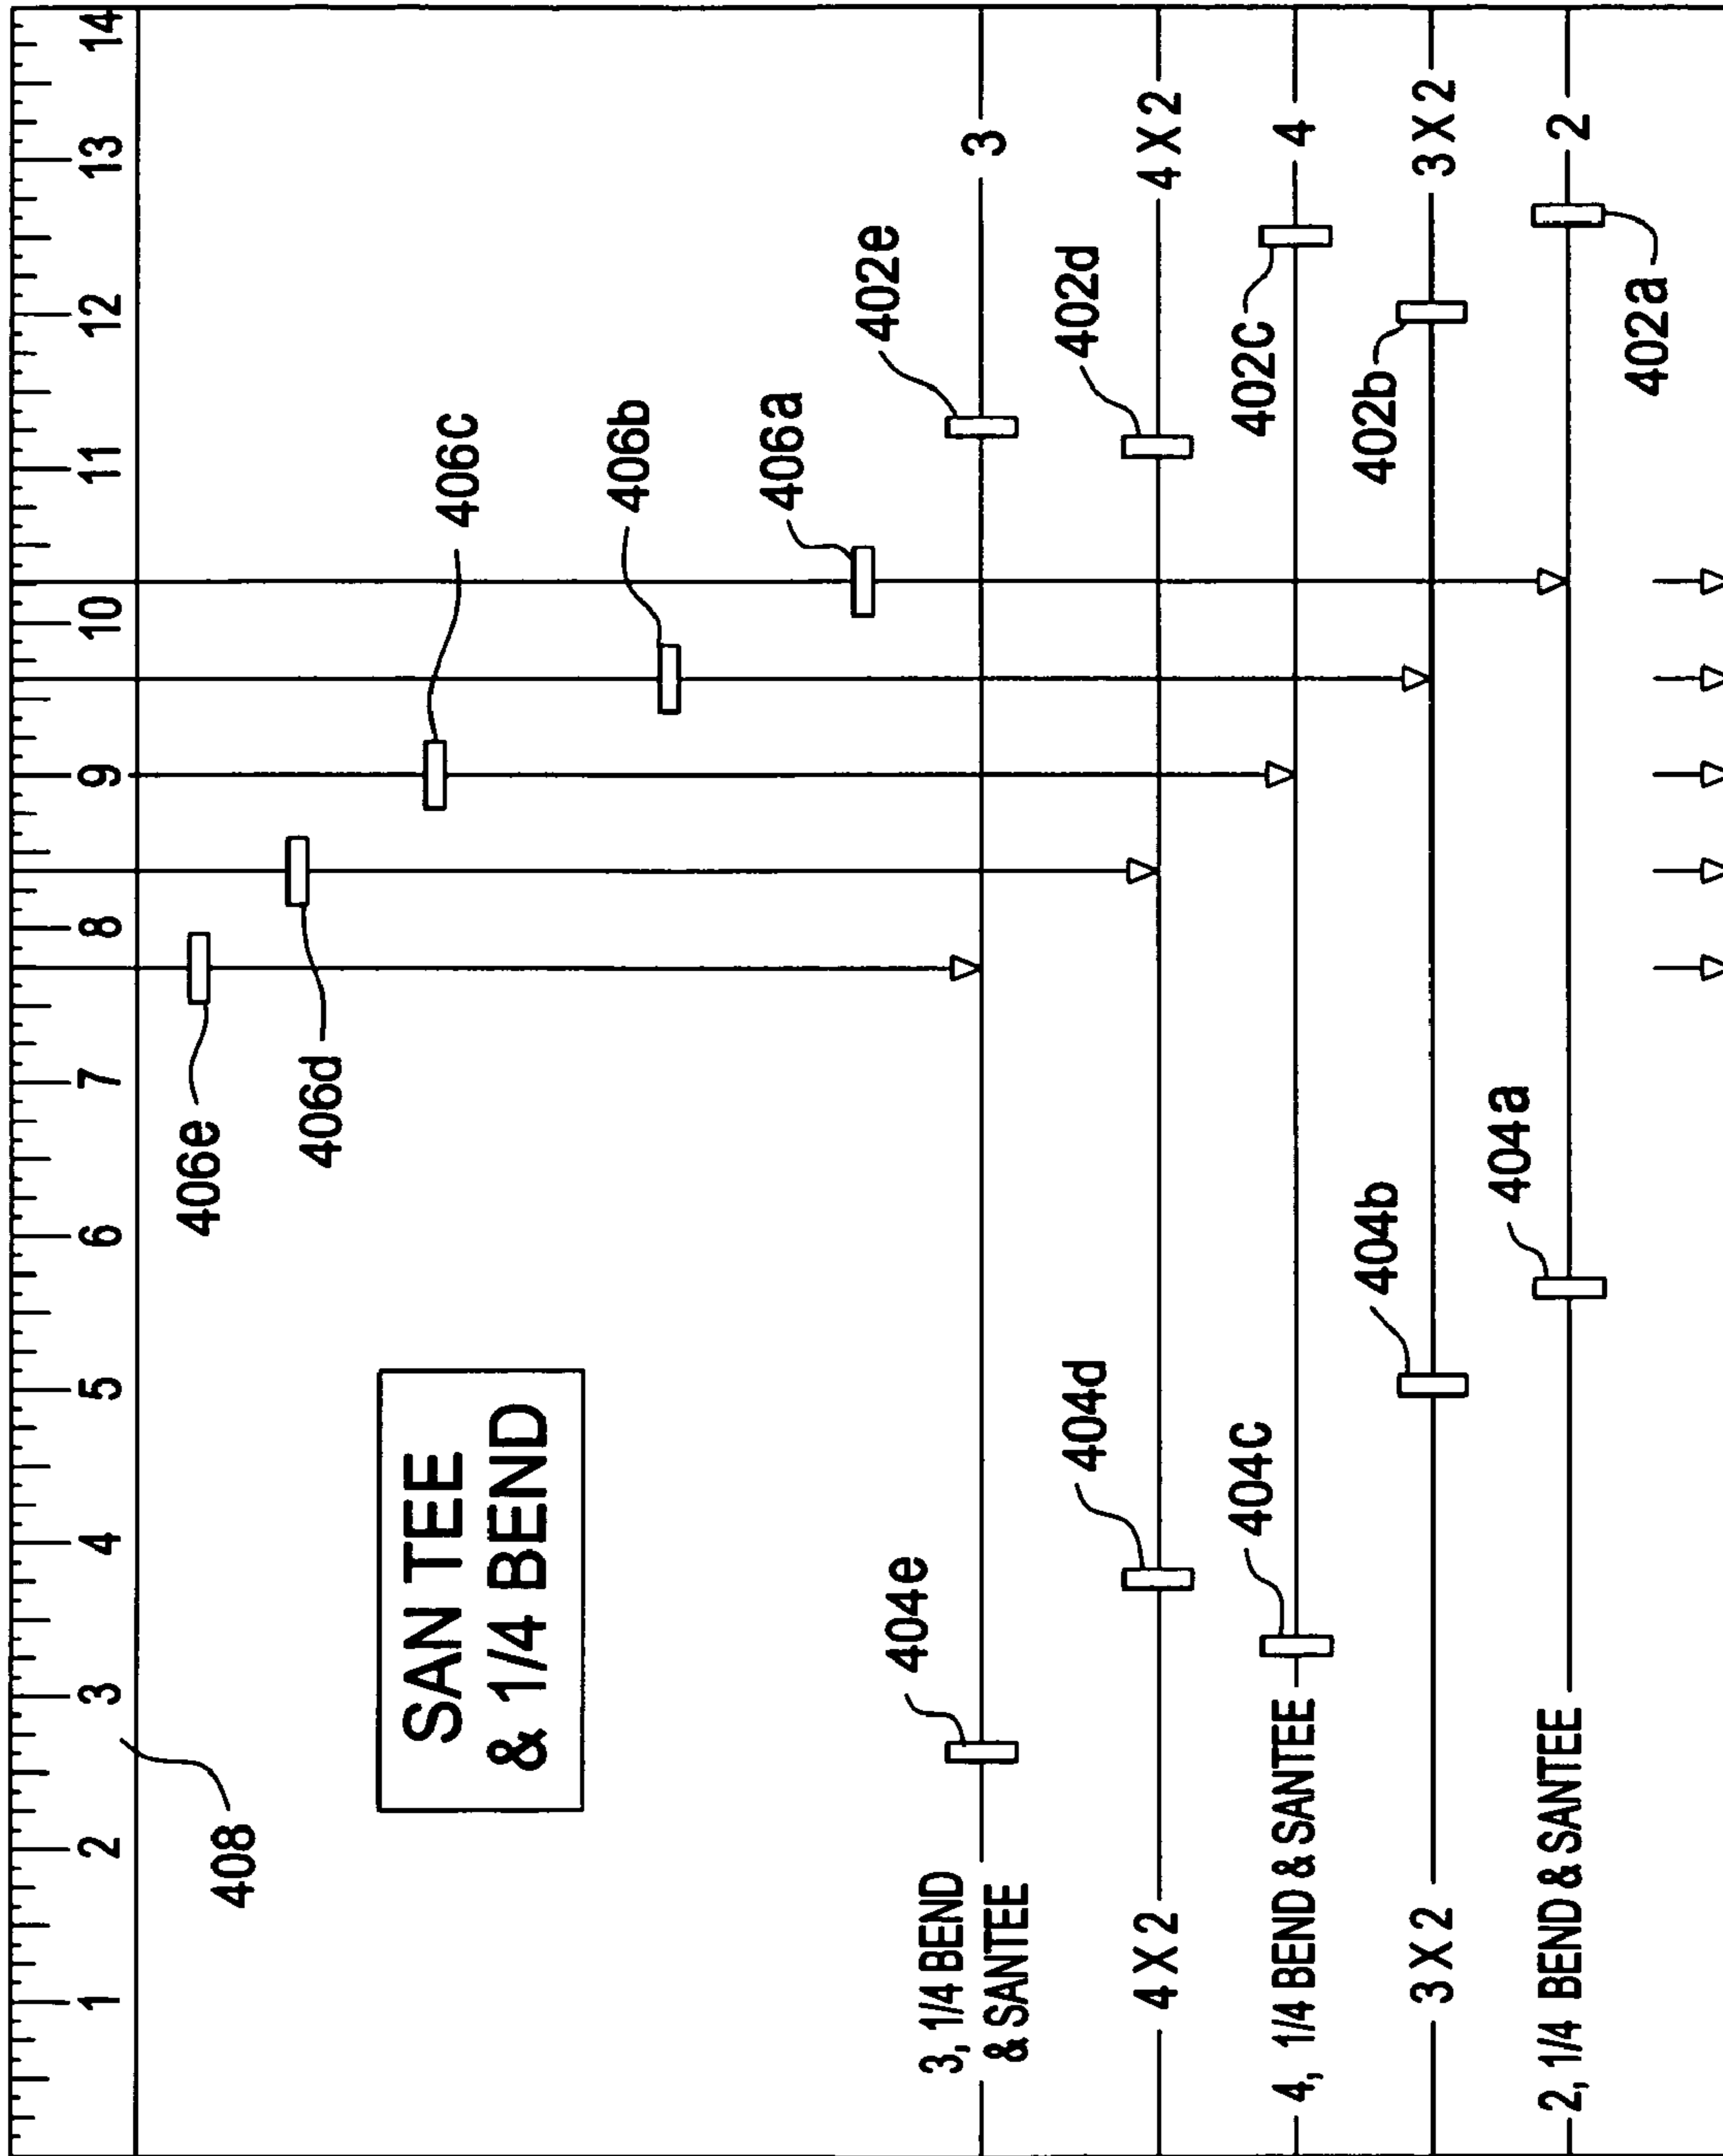 1 2 3 4 5 6 7 8 9 10 11 12 13 14
408
406e
406d
406c
406b
406a
SAN TEE
& 1/4 BEND
3, 1/4 BEND
& SANTEE
404e
402e
3
4 X 2
404d
402d
4 X 2
4, 1/4 BEND & SANTEE
404c
402c
4
3 X 2
404b
402b
3 X 2
2, 1/4 BEND & SANTEE
404a
402a
2